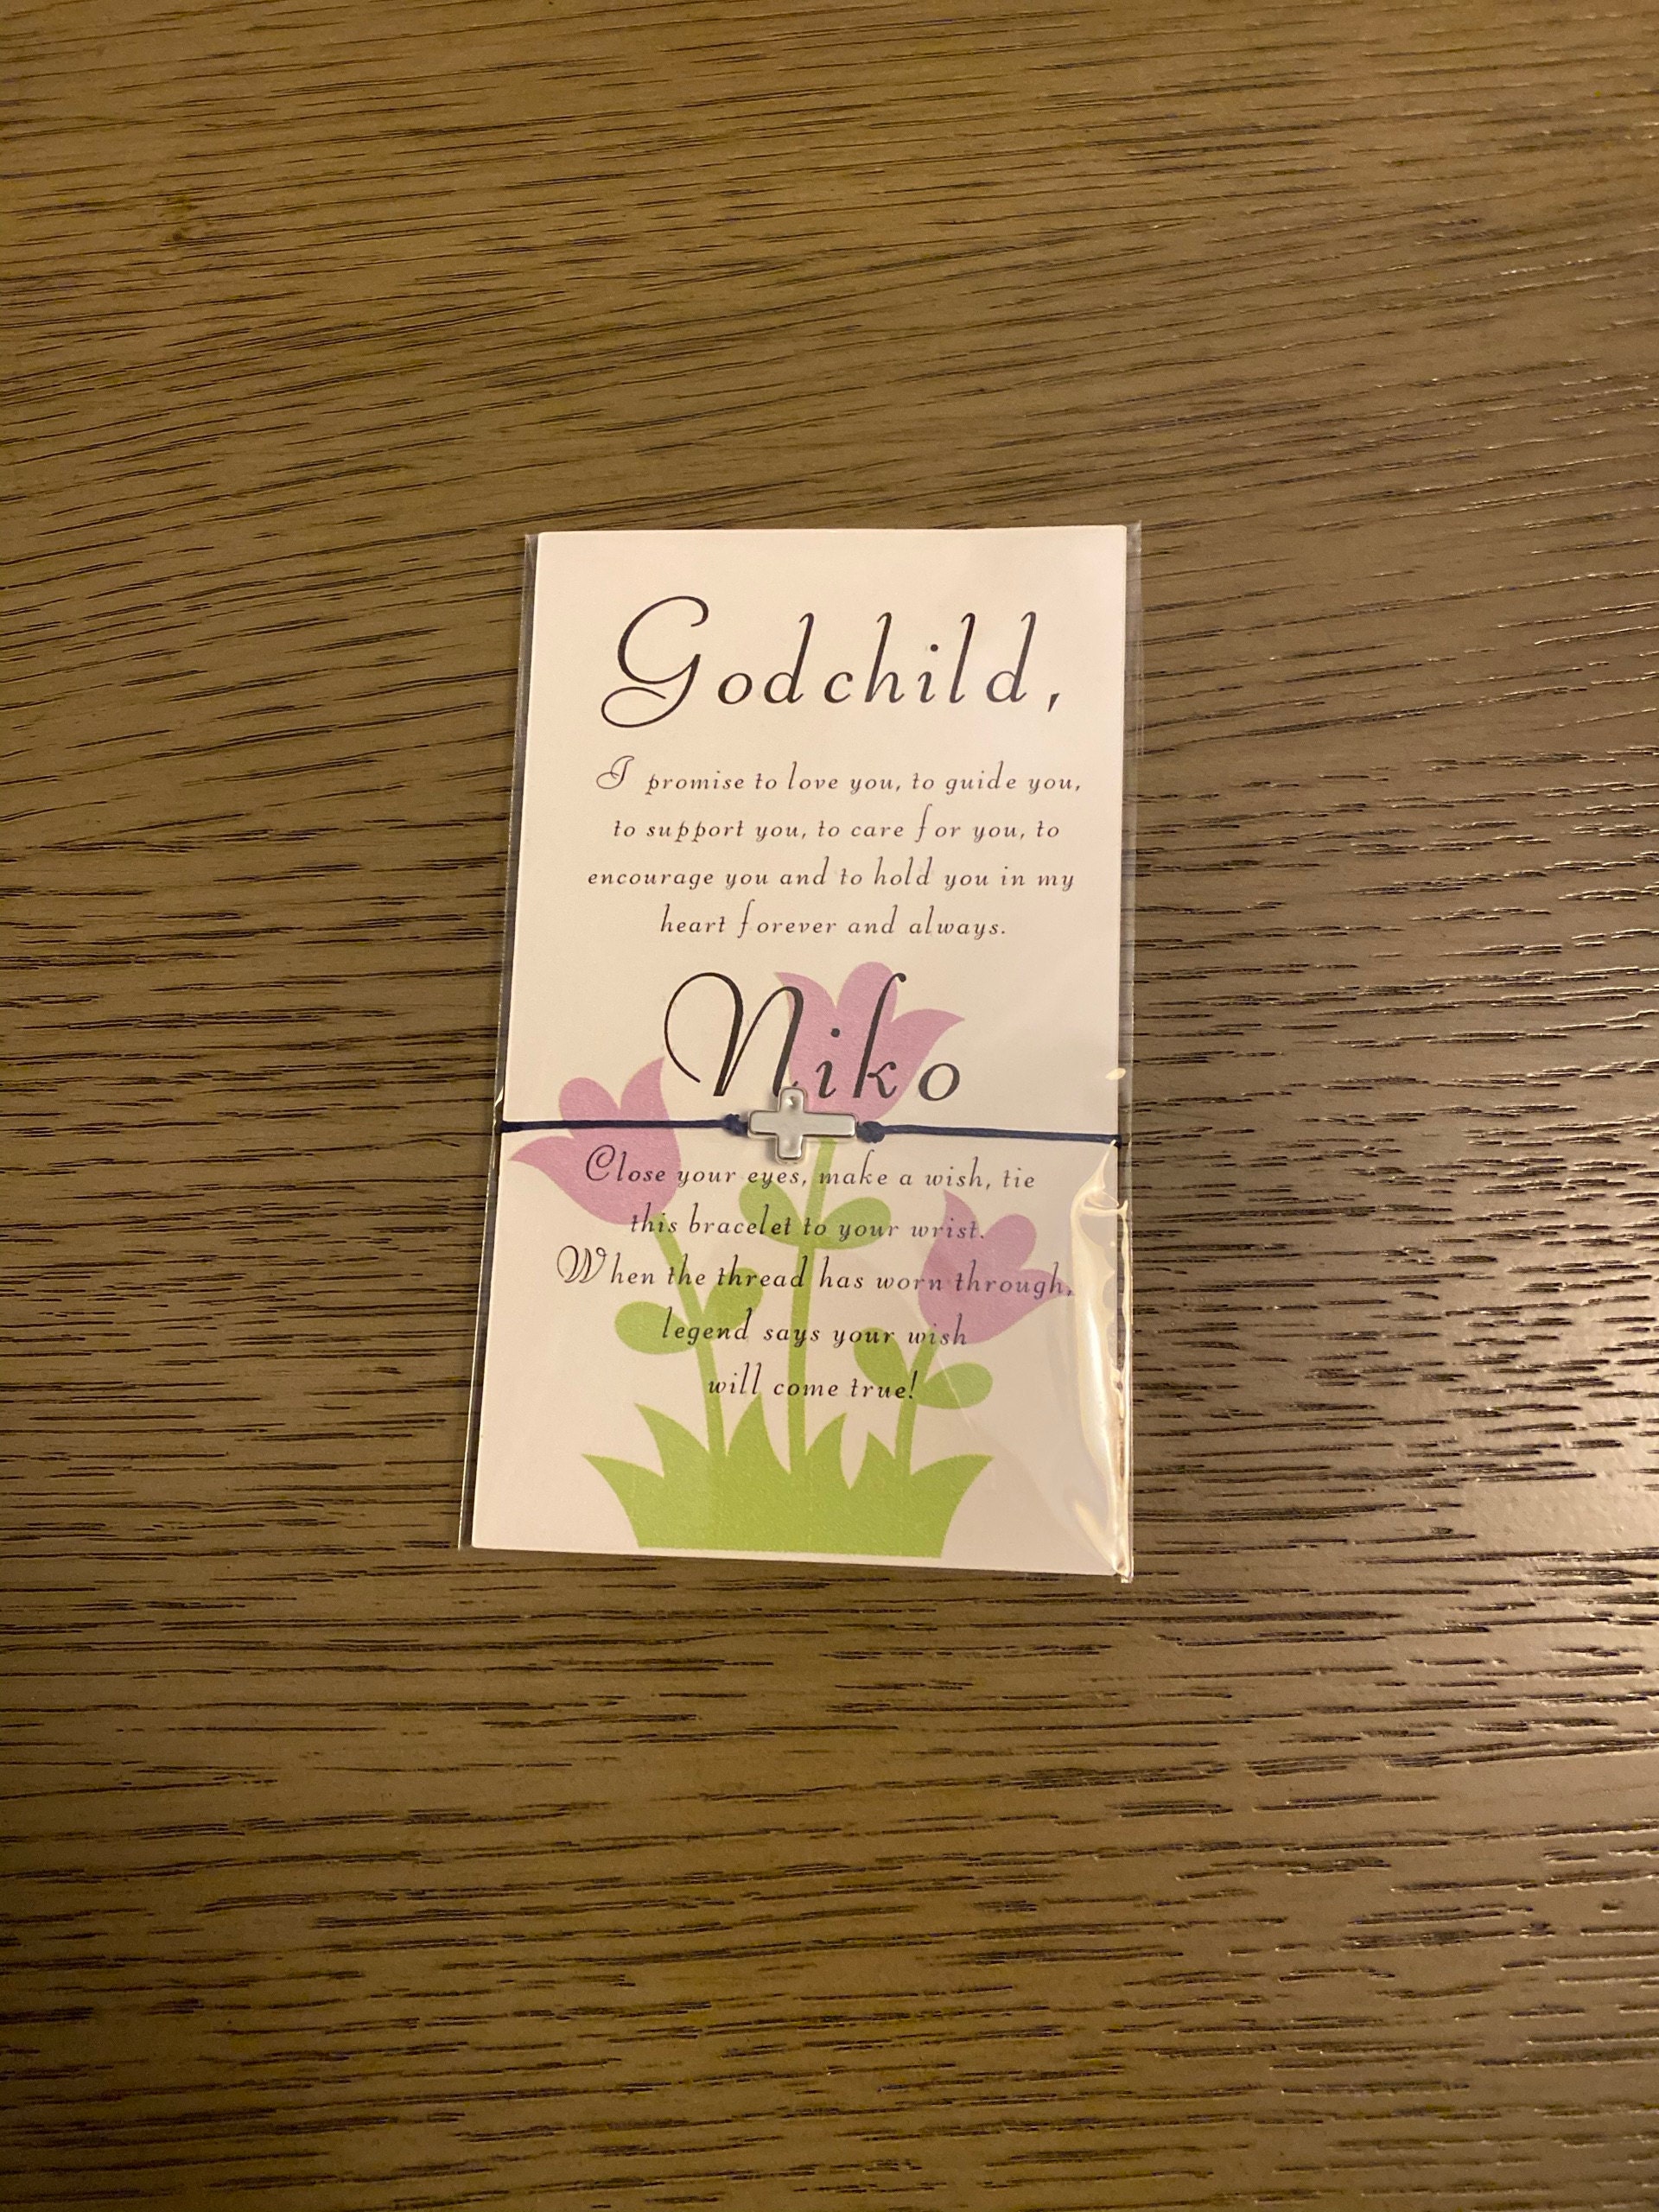 Godchild,
I promise to love you, to guide you,
to support you, to care for you, to
encourage you and to hold you in my
heart forever and always.
Niko
Close your eyes, make a wish, tie
this bracelet to your wrist.
When the thread has worn through,
legend says your wish
will come true!